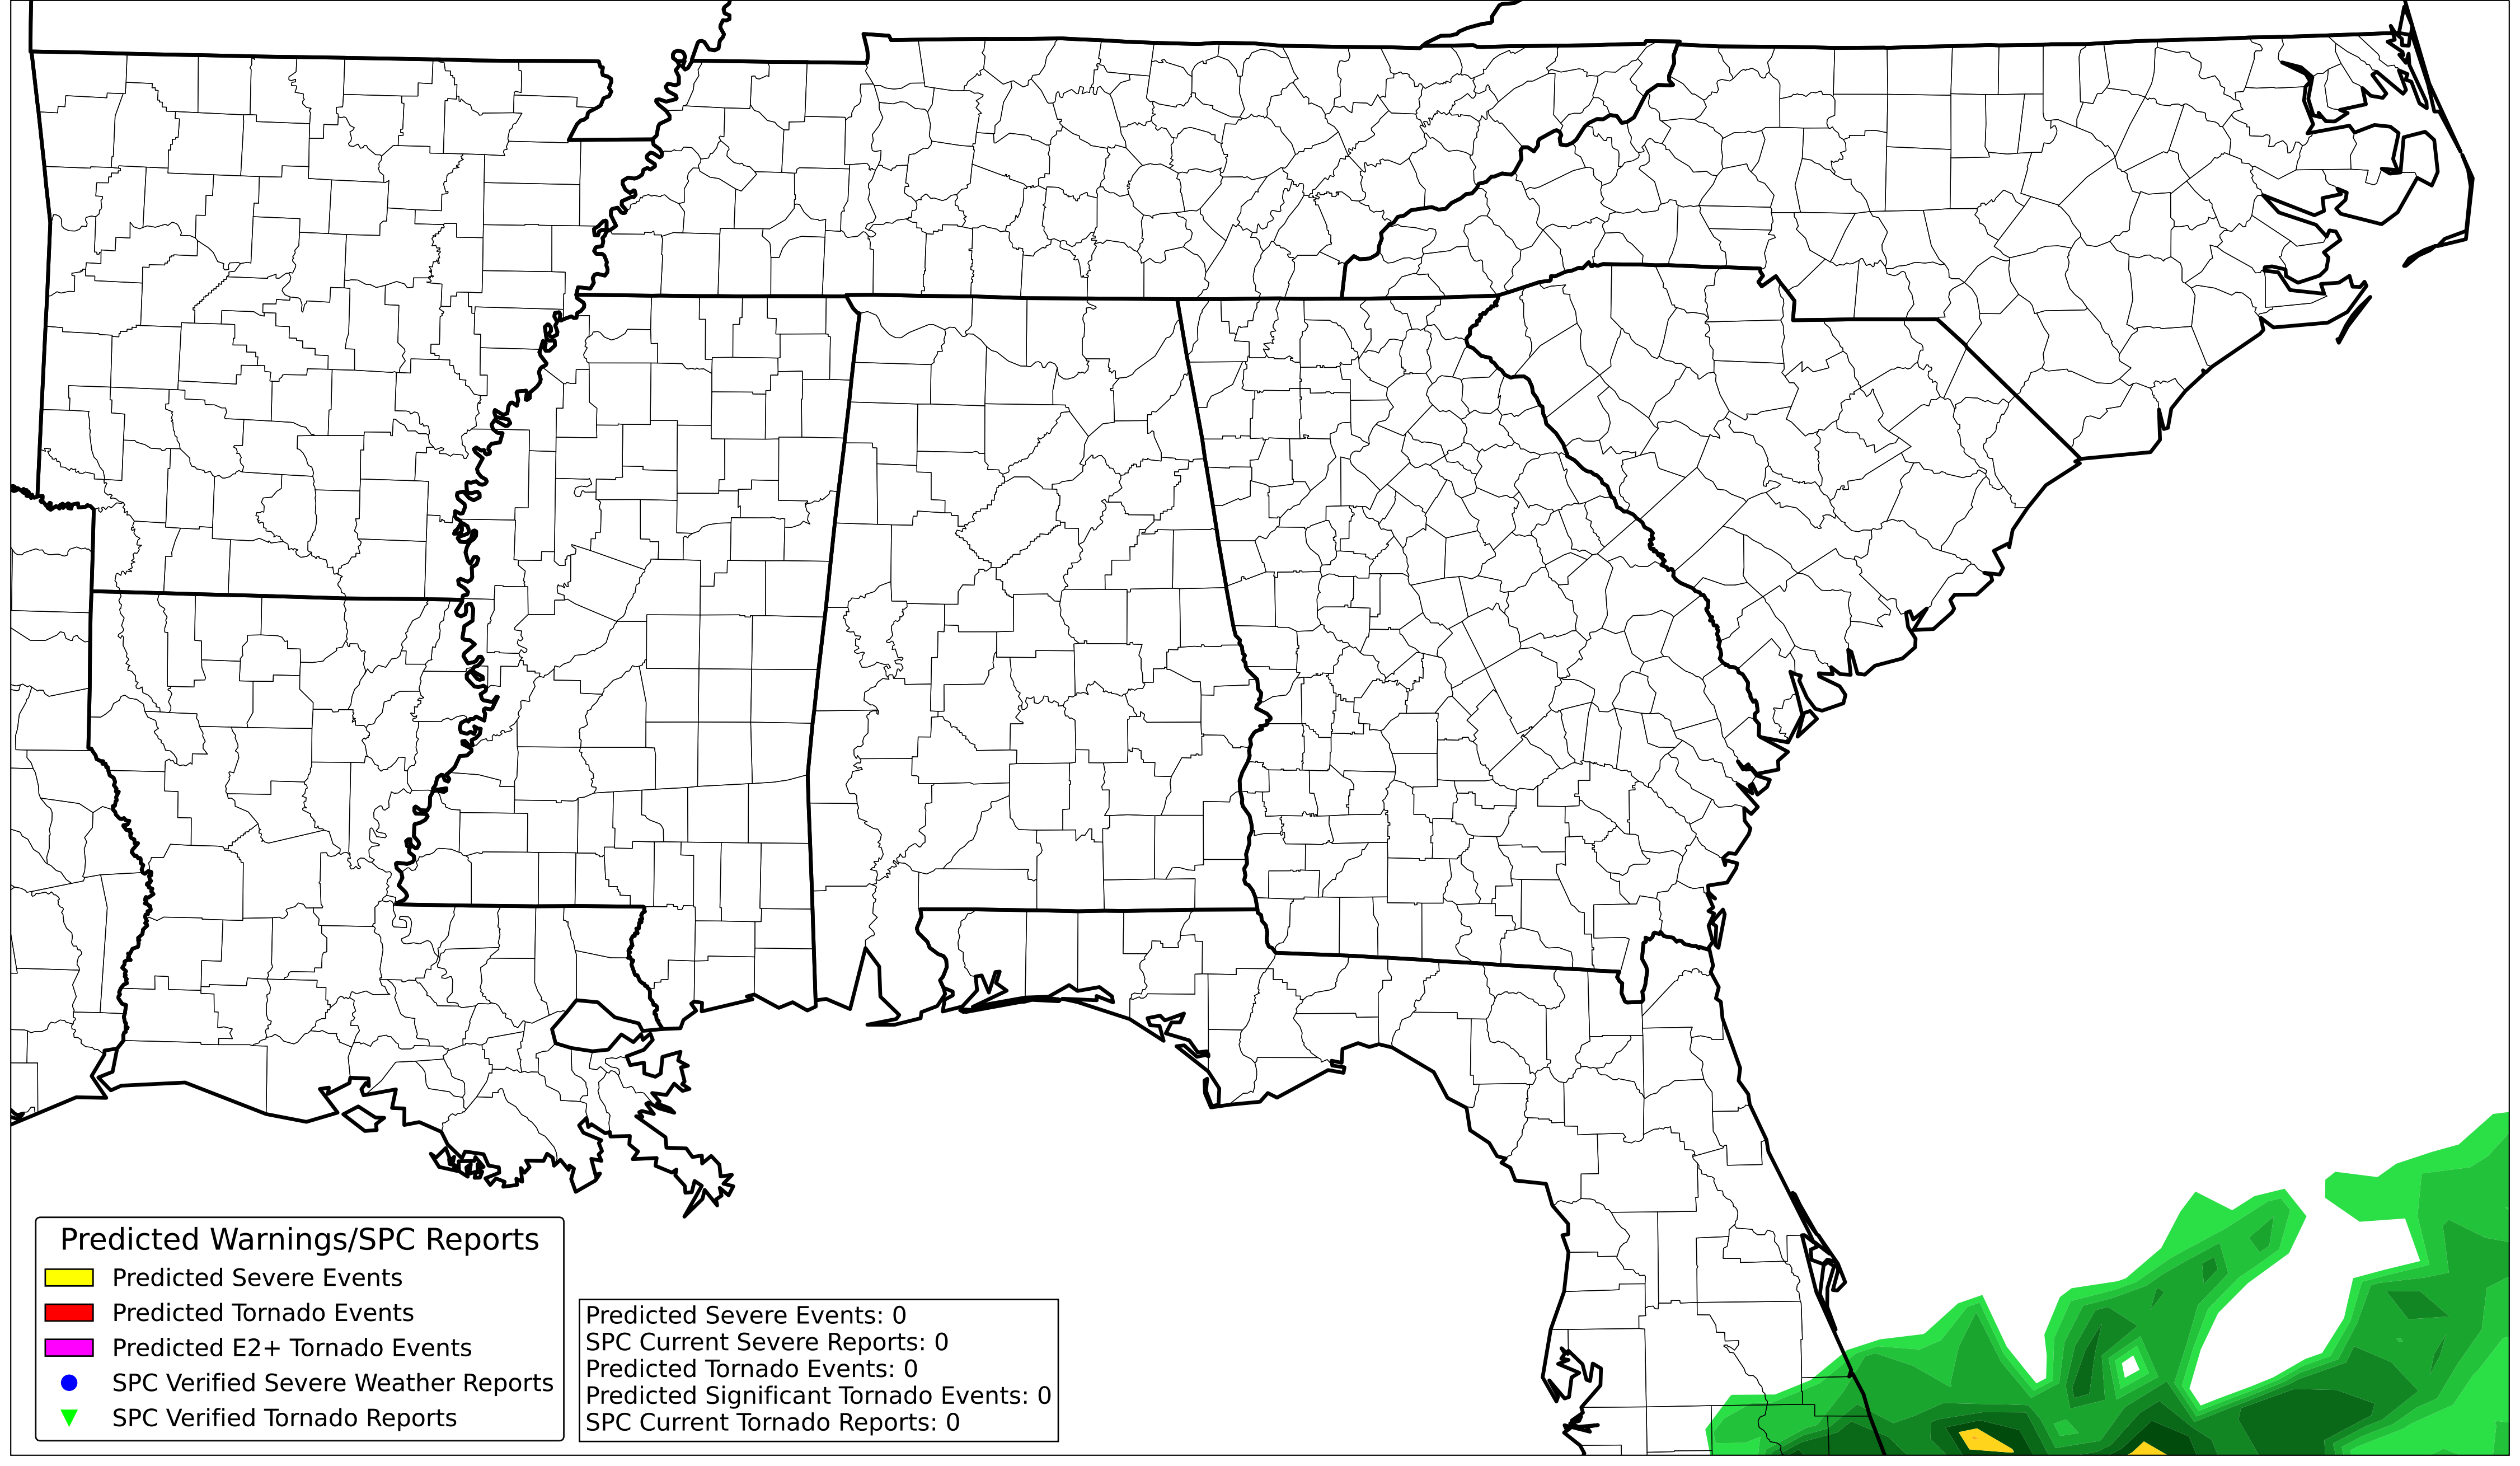 Predicted Warnings/SPC Reports
Predicted Severe Events
Predicted Tornado Events
Predicted E2+ Tornado Events
SPC Verified Severe Weather Reports
SPC Verified Tornado Reports
Predicted Severe Events: 0
SPC Current Severe Reports: 0
Predicted Tornado Events: 0
Predicted Significant Tornado Events: 0
SPC Current Tornado Reports: 0